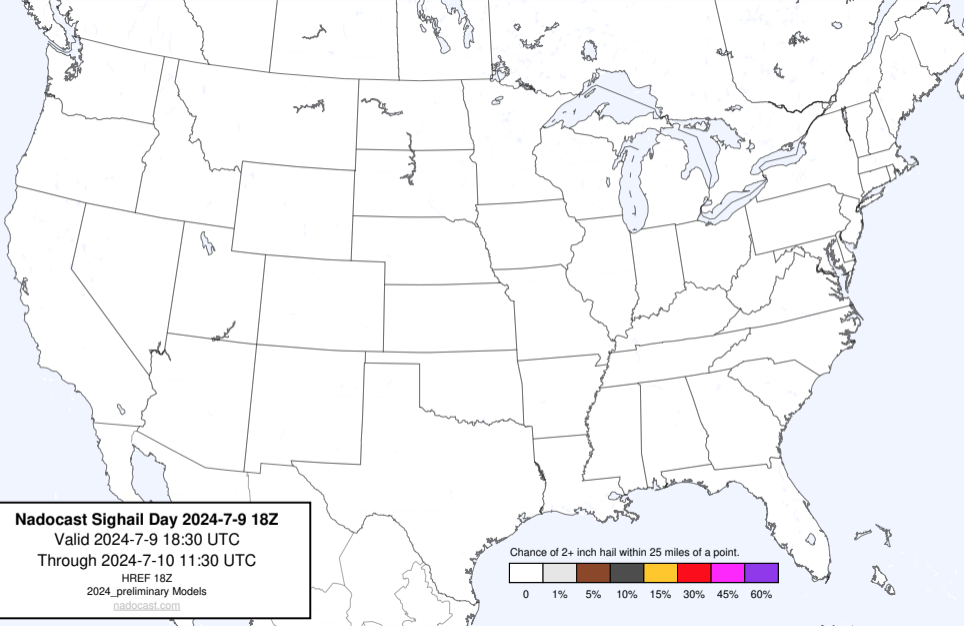 Nadocast Sighail Day 2024-7-9 18Z
Valid 2024-7-9 18:30 UTC
Through 2024-7-10 11:30 UTC
HREF 18Z
2024_preliminary Models
nadocast.com
Chance of 2+ inch hail within 25 miles of a point.
0 1% 5% 10% 15% 30% 45% 60%